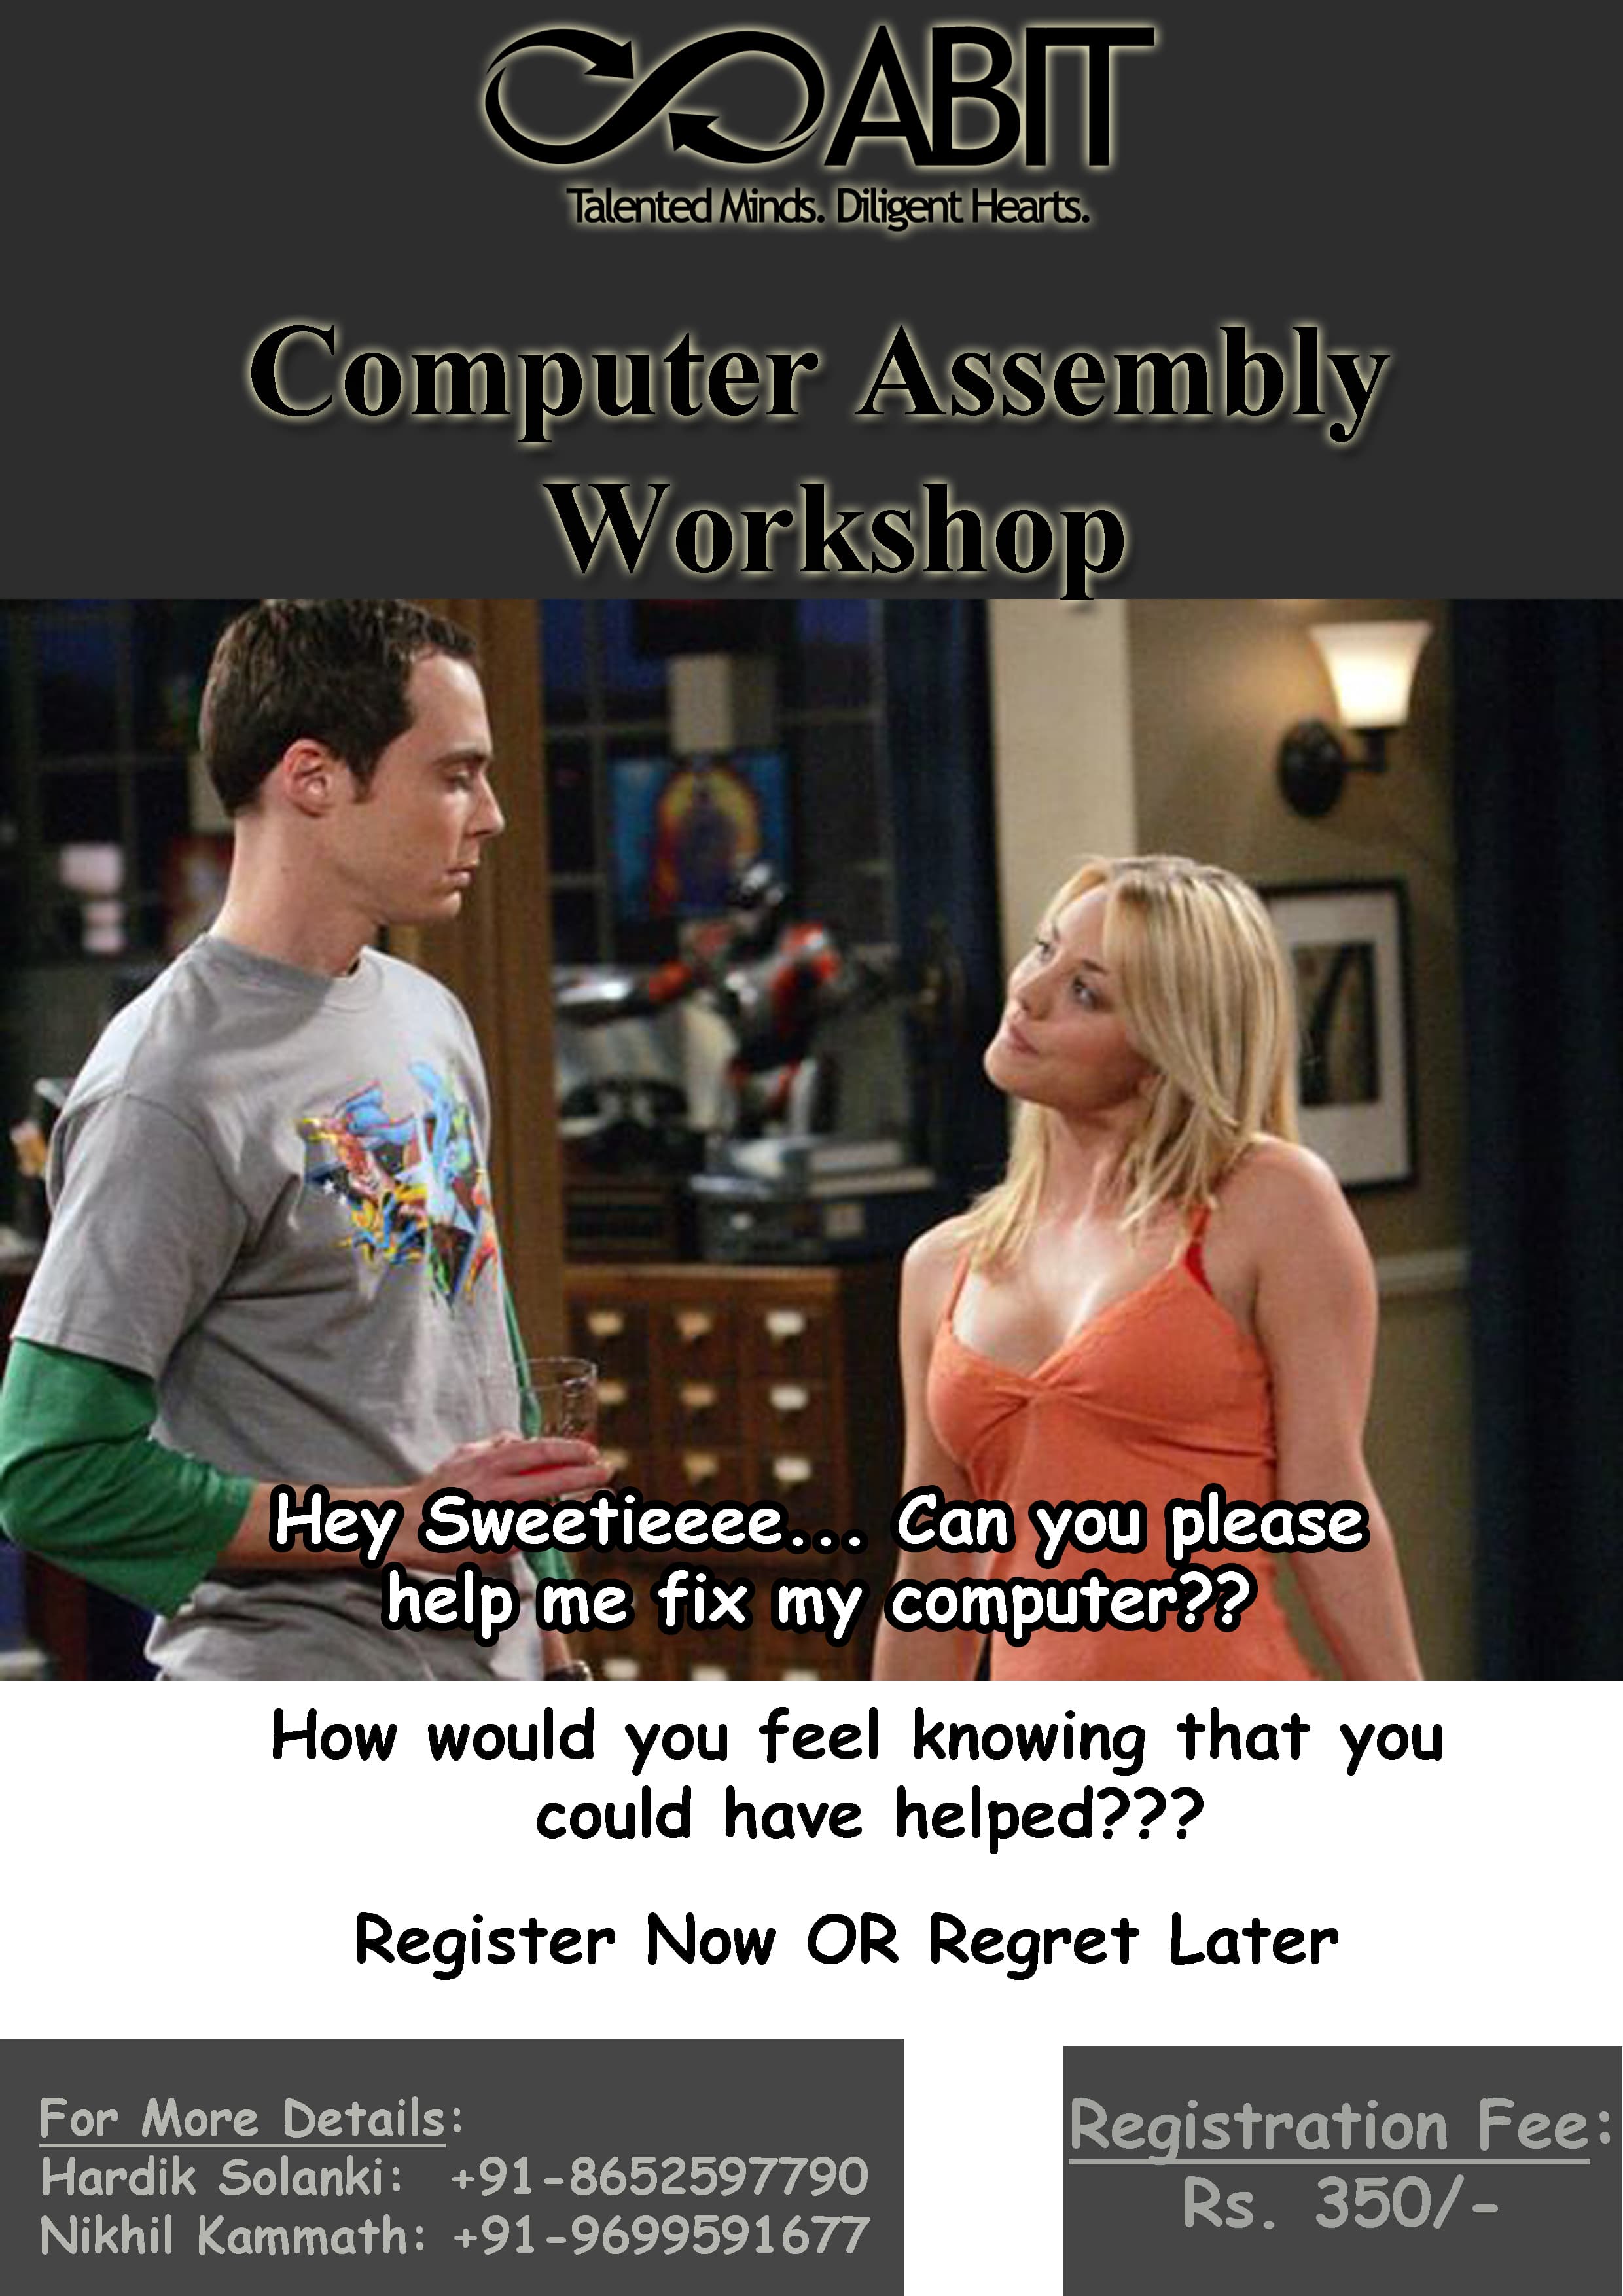 ABIT
Talented Minds. Diligent Hearts.
Computer Assembly
Workshop
Hey Sweetieeee... Can you please
help me fix my computer??
How would you feel knowing that you
could have helped???
Register Now OR Regret Later
For More Details:
Hardik Solanki: +91-8652597790
Nikhil Kammath: +91-9699591677
Registration Fee:
Rs. 350/-